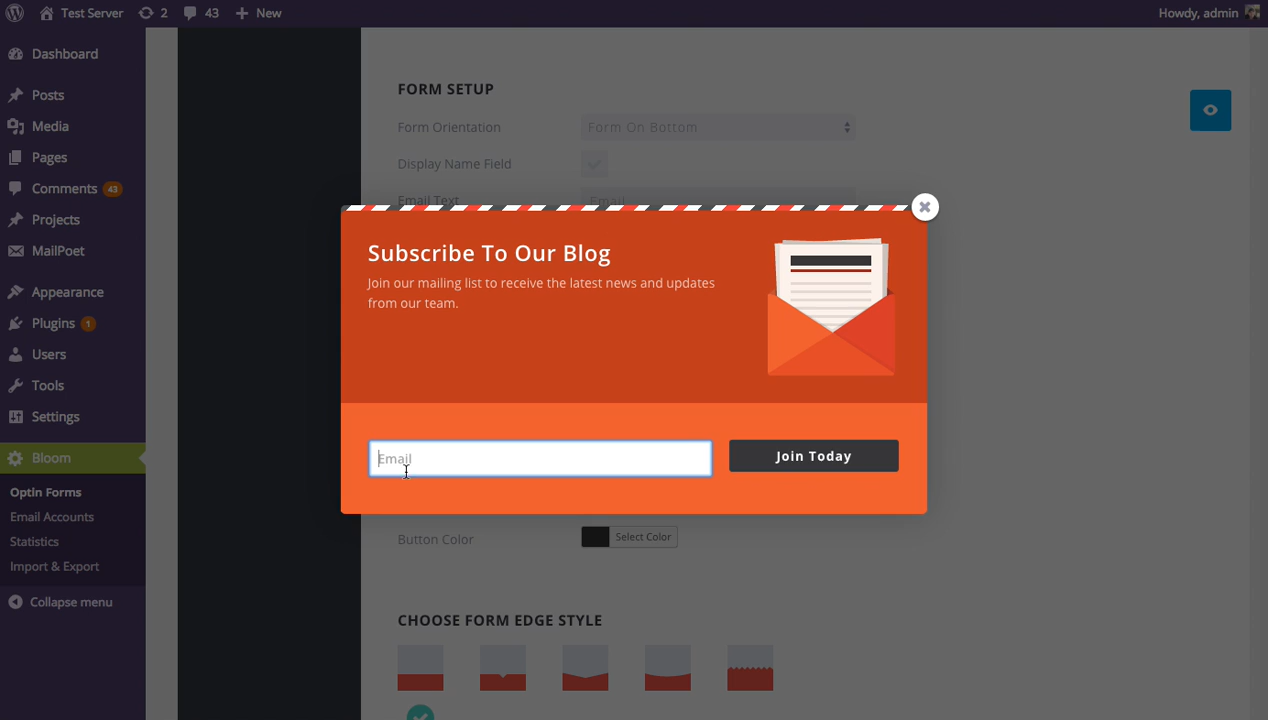 Test Server
2
43
New
Howdy, admin
Dashboard
Posts
Media
Pages
Comments 43
Projects
MailPoet
Appearance
Plugins 1
Users
Tools
Settings
Bloom
Optin Forms
Email Accounts
Statistics
Import & Export
Collapse menu
FORM SETUP
Form Orientation Form On Bottom
Display Name Field
Email Text Email
Subscribe To Our Blog
Join our mailing list to receive the latest news and updates
from our team.
Email
Join Today
Button Color Select Color
CHOOSE FORM EDGE STYLE